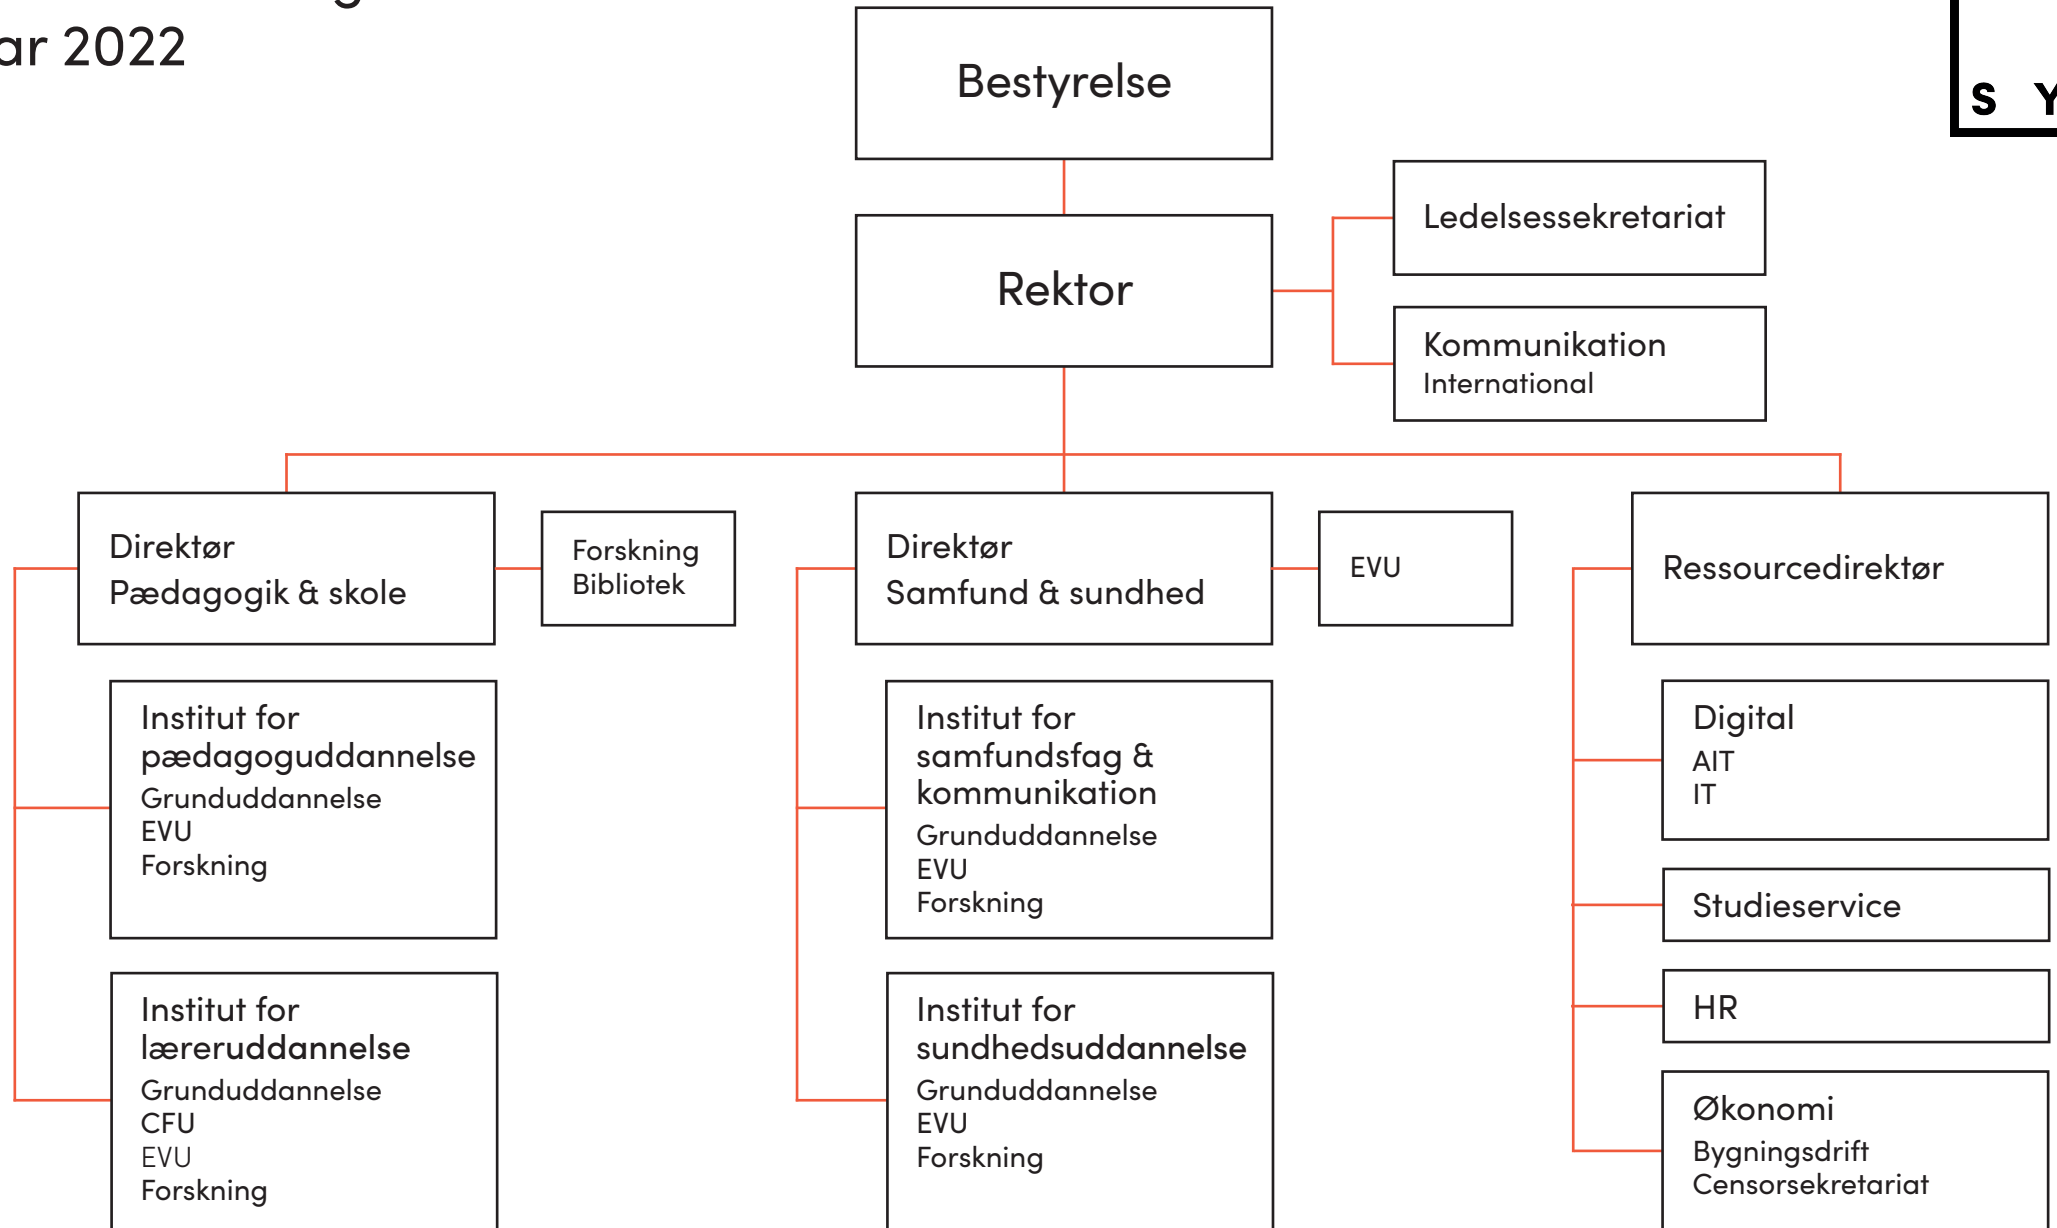 ar 2022
S Y
Bestyrelse
Rektor
Ledelsessekretariat
Kommunikation
International
Direktør
Pædagogik & skole
Forskning
Bibliotek
Direktør
Samfund & sundhed
EVU
Ressourcedirektør
Institut for
pædagoguddannelse
Grunduddannelse
EVU
Forskning
Institut for
læreruddannelse
Grunduddannelse
CFU
EVU
Forskning
Institut for
samfundsfag &
kommunikation
Grunduddannelse
EVU
Forskning
Institut for
sundhedsuddannelse
Grunduddannelse
EVU
Forskning
Digital
AIT
IT
Studieservice
HR
Økonomi
Bygningsdrift
Censorsekretariat